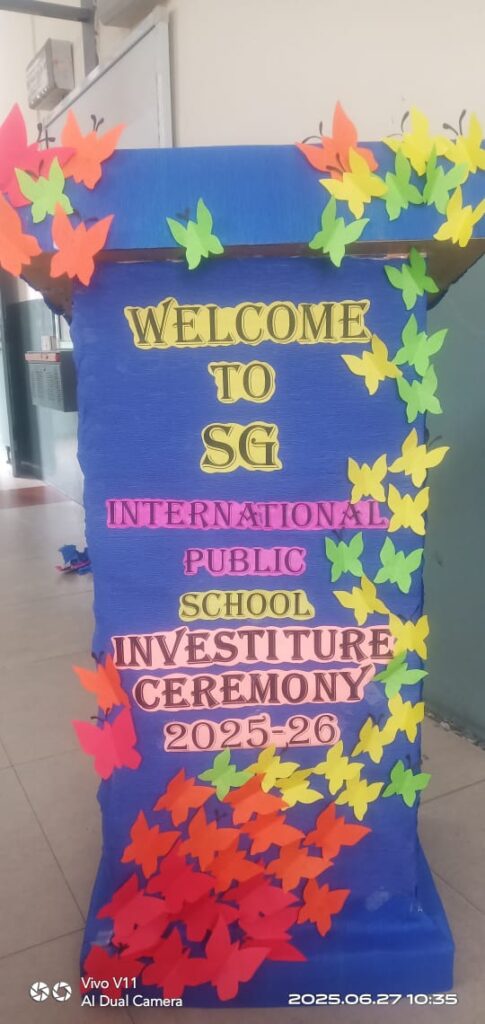 WELCOME
TO
SG
INTERNATIONAL
PUBLIC
SCHOOL
INVESTITURE
CEREMONY
2025-26
Vivo V11
AI Dual Camera
2025.06.27 10:35